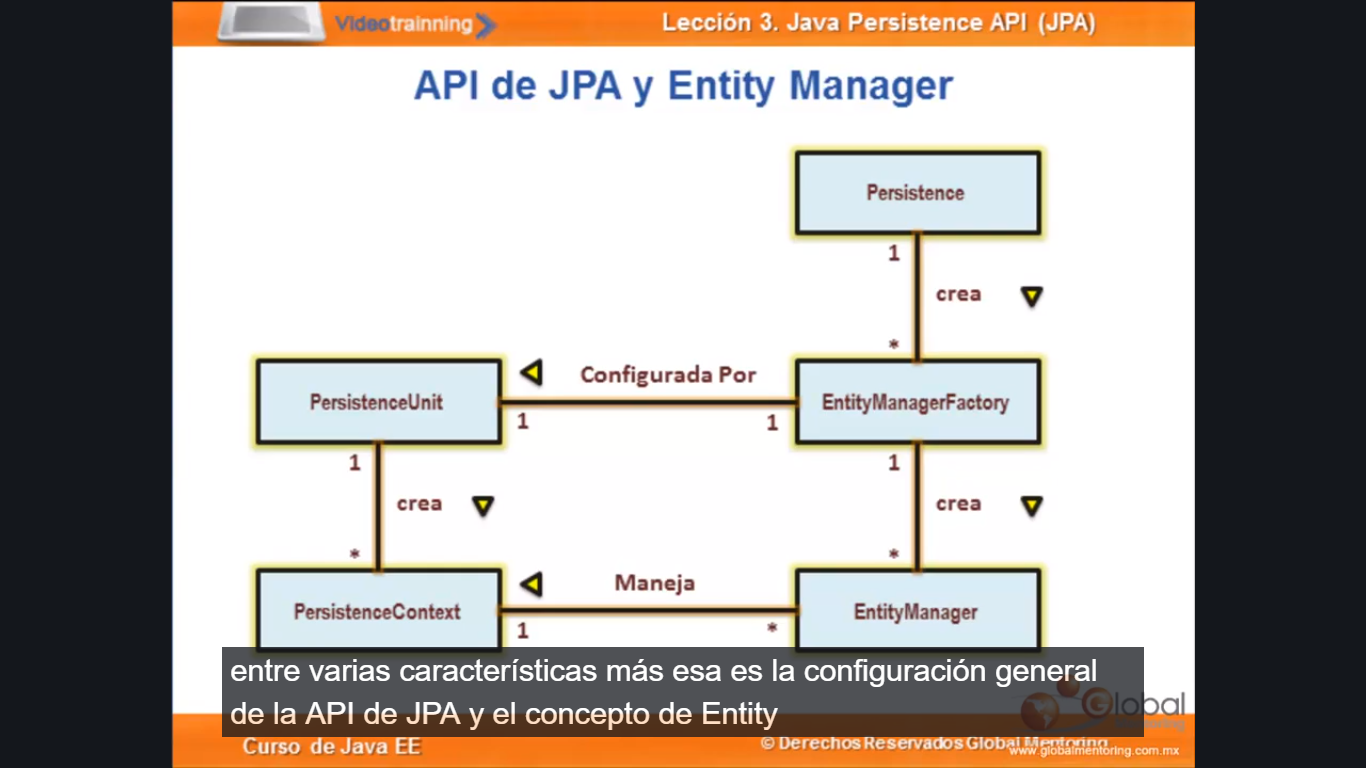 Videotrainning
Lección 3. Java Persistence API (JPA)
API de JPA y Entity Manager
Persistence
1
crea
*
PersistenceUnit
Configurada Por
EntityManagerFactory
1
1
1
crea
*
1
crea
*
PersistenceContext
Maneja
EntityManager
1
*
entre varias características más esa es la configuración general
de la API de JPA y el concepto de Entity
Global
Curso de Java EE
© Derechos Reservados Global Mentoring
www.globalmentoring.com.mx